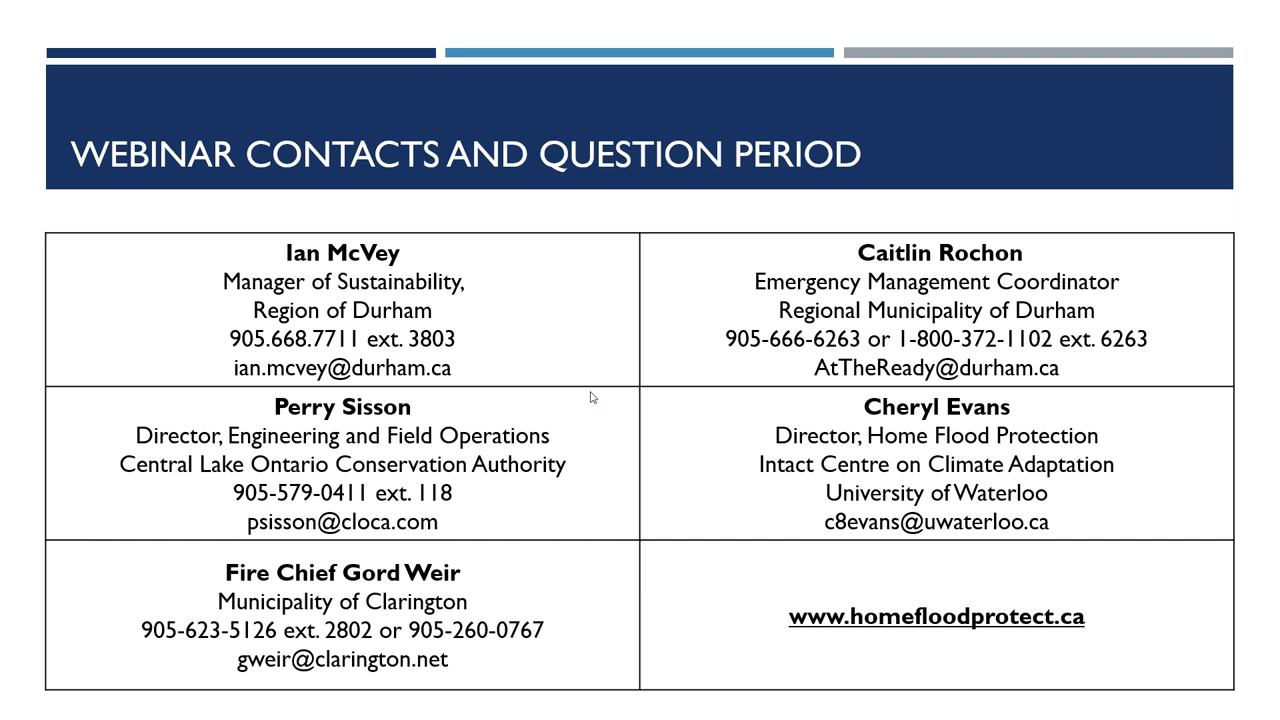 WEBINAR CONTACTS AND QUESTION PERIOD
Ian McVey
Manager of Sustainability,
Region of Durham
905.668.7711 ext. 3803
ian.mcvey@durham.ca
Caitlin Rochon
Emergency Management Coordinator
Regional Municipality of Durham
905-666-6263 or 1-800-372-1102 ext. 6263
AtTheReady@durham.ca
Perry Sisson
Director, Engineering and Field Operations
Central Lake Ontario Conservation Authority
905-579-0411 ext. 118
psisson@cloca.com
Cheryl Evans
Director, Home Flood Protection
Intact Centre on Climate Adaptation
University of Waterloo
c8evans@uwaterloo.ca
Fire Chief Gord Weir
Municipality of Clarington
905-623-5126 ext. 2802 or 905-260-0767
gweir@clarington.net
www.homefloodprotect.ca